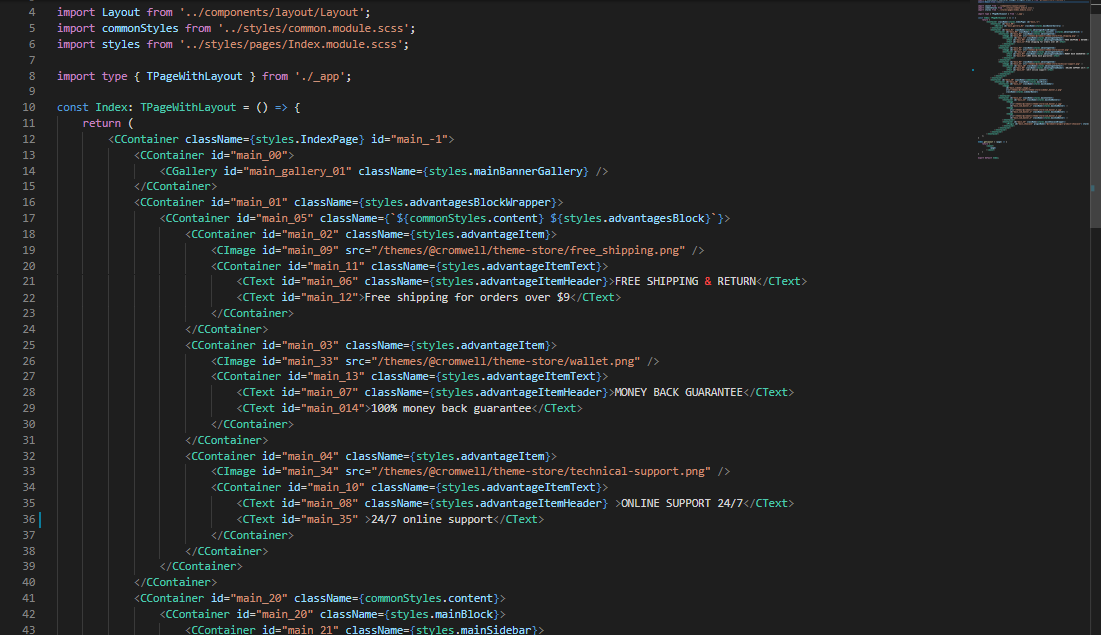 4 import Layout from '../components/layout/Layout';
5 import commonStyles from '../styles/common.module.scss';
6 import styles from '../styles/pages/Index.module.scss';
7
8 import type { TPageWithLayout } from './_app';
9
10 const Index: TPageWithLayout = () => {
11 return (
12 <CContainer className={styles.IndexPage} id="main_-1">
13 <CContainer id="main_00">
14 <CGallery id="main_gallery_01" className={styles.mainBannerGallery} />
15 </CContainer>
16 <CContainer id="main_01" className={styles.advantagesBlockWrapper}>
17 <CContainer id="main_05" className={`${commonStyles.content} ${styles.advantagesBlock}`}>
18 <CContainer id="main_02" className={styles.advantageItem}>
19 <CImage id="main_09" src="/themes/@cromwell/theme-store/free_shipping.png" />
20 <CContainer id="main_11" className={styles.advantageItemText}>
21 <CText id="main_06" className={styles.advantageItemHeader}>FREE SHIPPING & RETURN</CText>
22 <CText id="main_12">Free shipping for orders over $9</CText>
23 </CContainer>
24 </CContainer>
25 <CContainer id="main_03" className={styles.advantageItem}>
26 <CImage id="main_33" src="/themes/@cromwell/theme-store/wallet.png" />
27 <CContainer id="main_13" className={styles.advantageItemText}>
28 <CText id="main_07" className={styles.advantageItemHeader}>MONEY BACK GUARANTEE</CText>
29 <CText id="main_014">100% money back guarantee</CText>
30 </CContainer>
31 </CContainer>
32 <CContainer id="main_04" className={styles.advantageItem}>
33 <CImage id="main_34" src="/themes/@cromwell/theme-store/technical-support.png" />
34 <CContainer id="main_10" className={styles.advantageItemText}>
35 <CText id="main_08" className={styles.advantageItemHeader} >ONLINE SUPPORT 24/7</CText>
36 <CText id="main_35" >24/7 online support</CText>
37 </CContainer>
38 </CContainer>
39 </CContainer>
40 </CContainer>
41 <CContainer id="main_20" className={commonStyles.content}>
42 <CContainer id="main_20" className={styles.mainBlock}>
43 <CContainer id="main_21" className={styles.mainSidebar}>